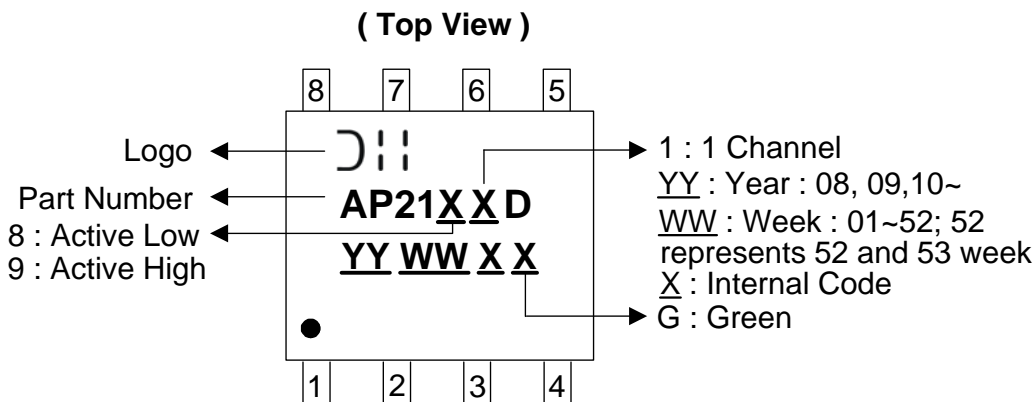 ( Top View )
8 7 6 5
Logo
Part Number
8 : Active Low
9 : Active High
AP21X X D
YY WW X X
1 : 1 Channel
YY : Year : 08, 09,10~
WW : Week : 01~52; 52
represents 52 and 53 week
X : Internal Code
G : Green
1 2 3 4